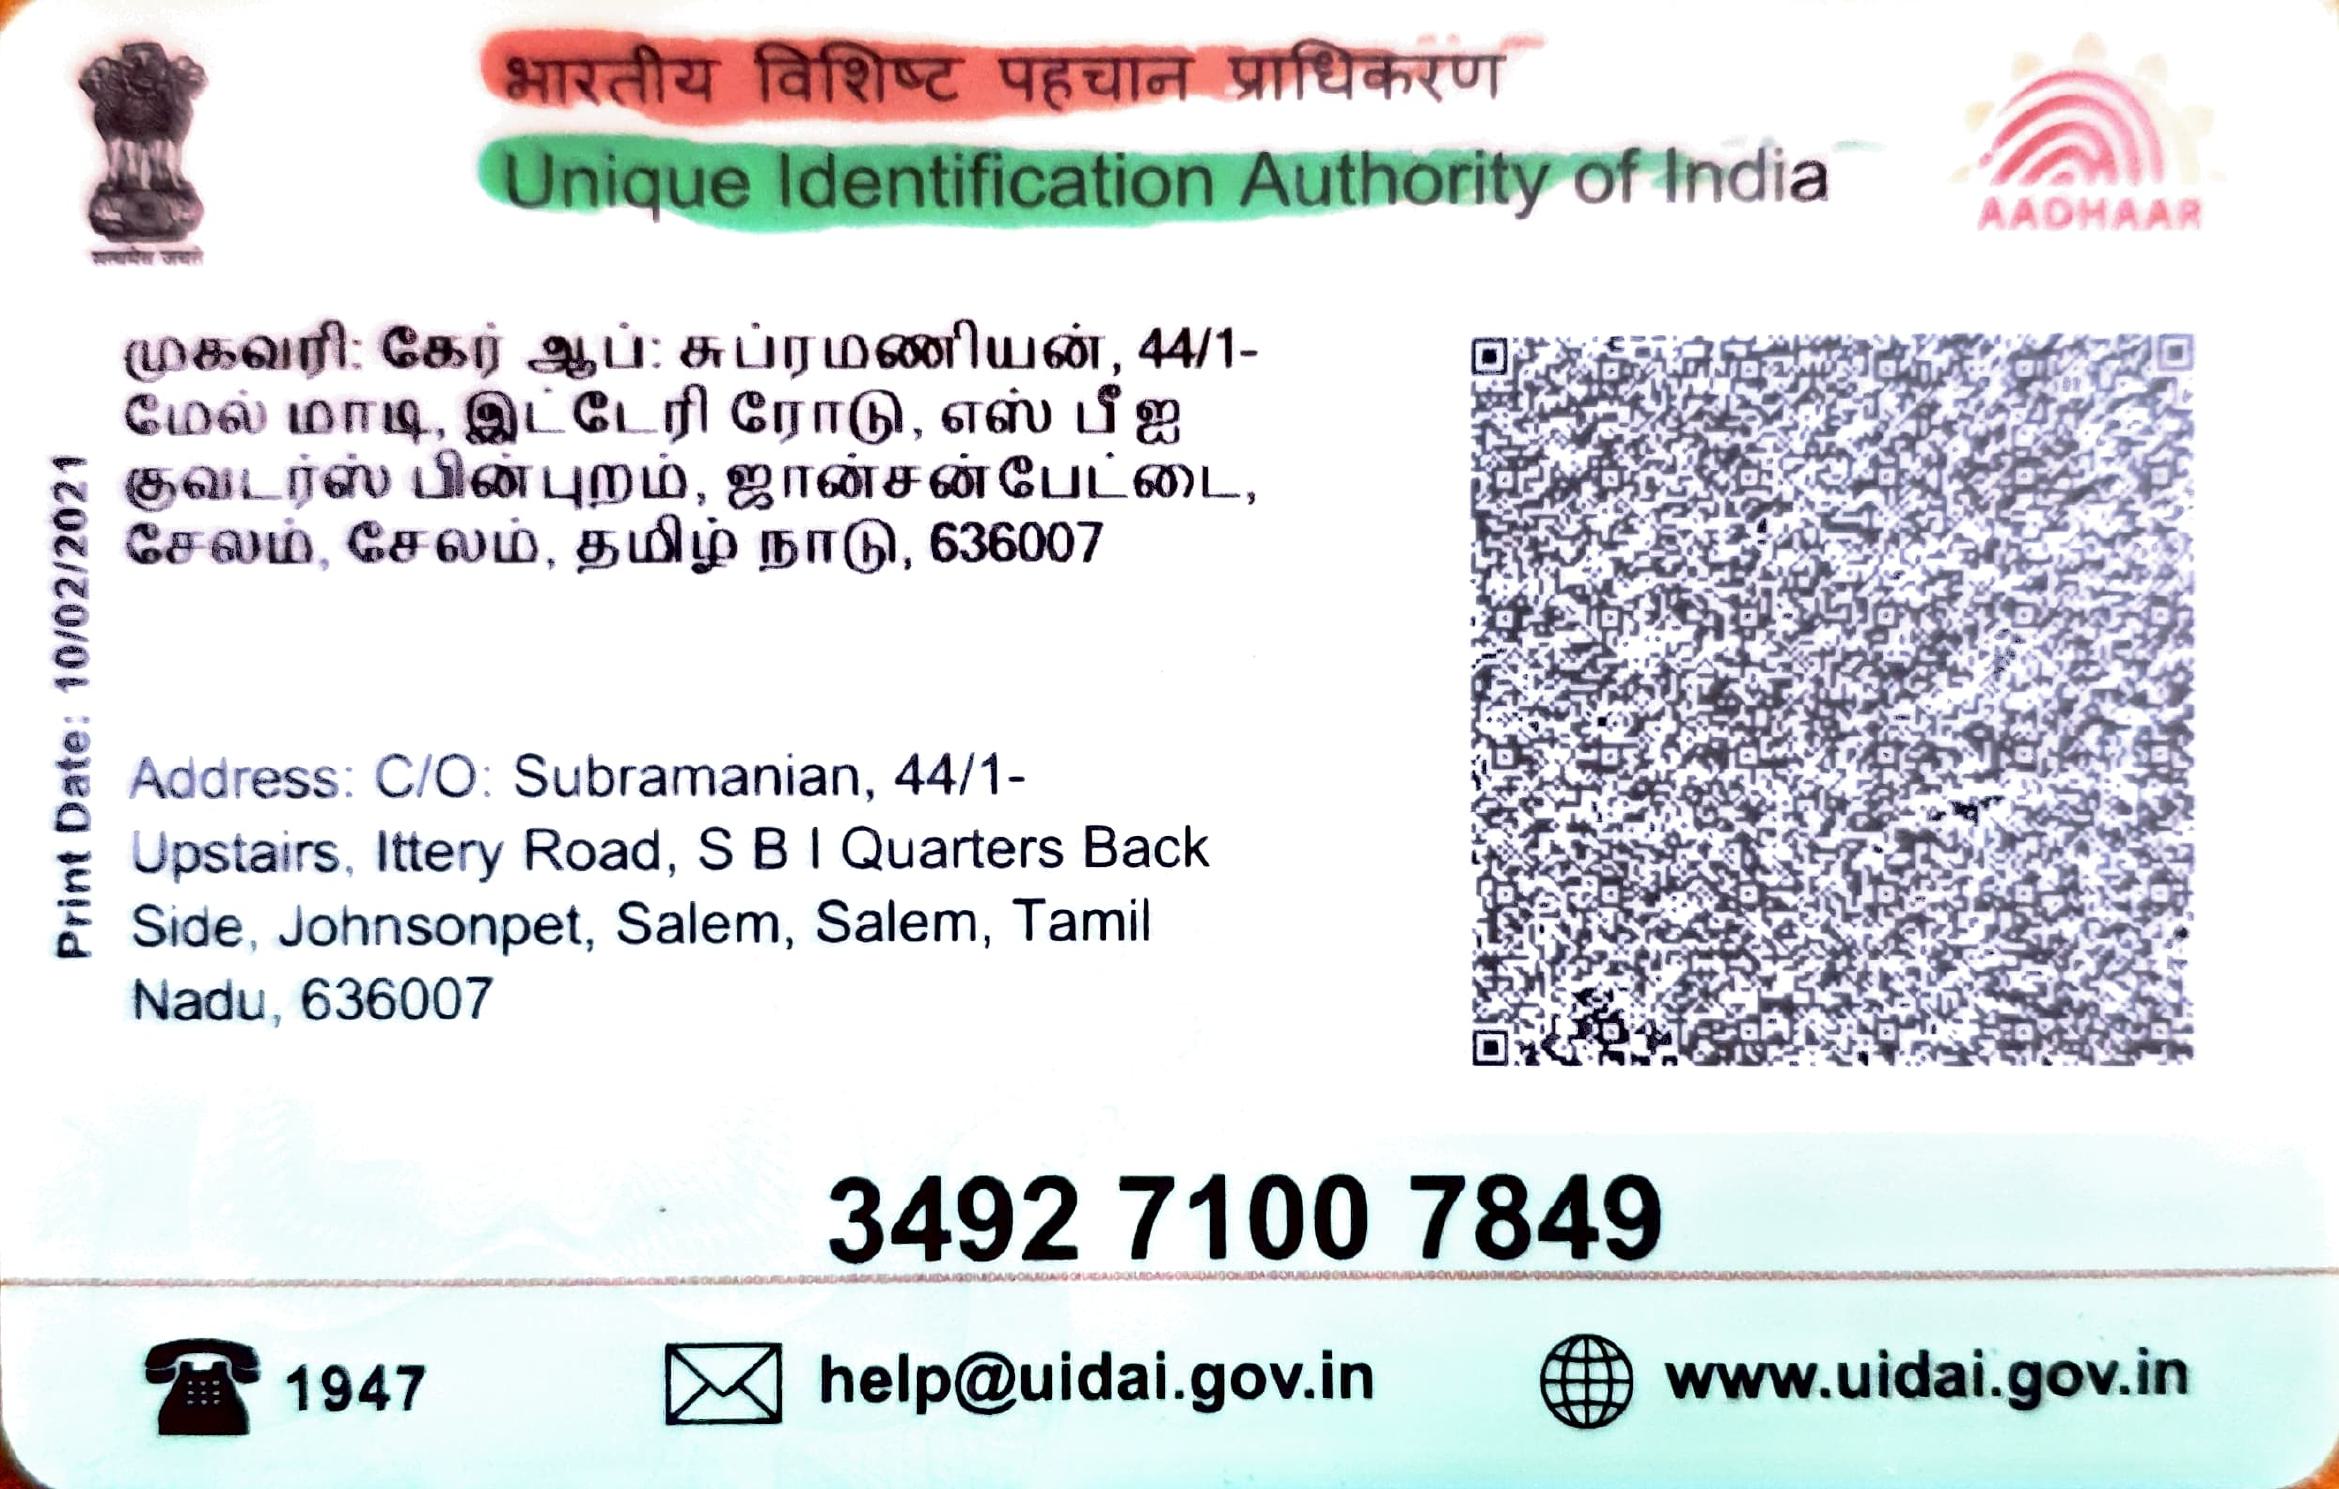 भारतीय विशिष्ट पहचान प्राधिकरण
Unique Identification Authority of India
AADHAAR
सत्यमेव जयते
முகவரி: கேர் ஆப்: சுப்ரமணியன், 44/1-
மேல் மாடி, இட்டேரி ரோடு, எஸ் பீ ஐ
குவடர்ஸ் பின்புறம், ஜான்சன்பேட்டை,
சேலம், சேலம், தமிழ் நாடு, 636007
Print Date: 10/02/2021
Address: C/O: Subramanian, 44/1-
Upstairs, Ittery Road, S B I Quarters Back
Side, Johnsonpet, Salem, Salem, Tamil
Nadu, 636007
3492 7100 7849
1947
help@uidai.gov.in
www.uidai.gov.in